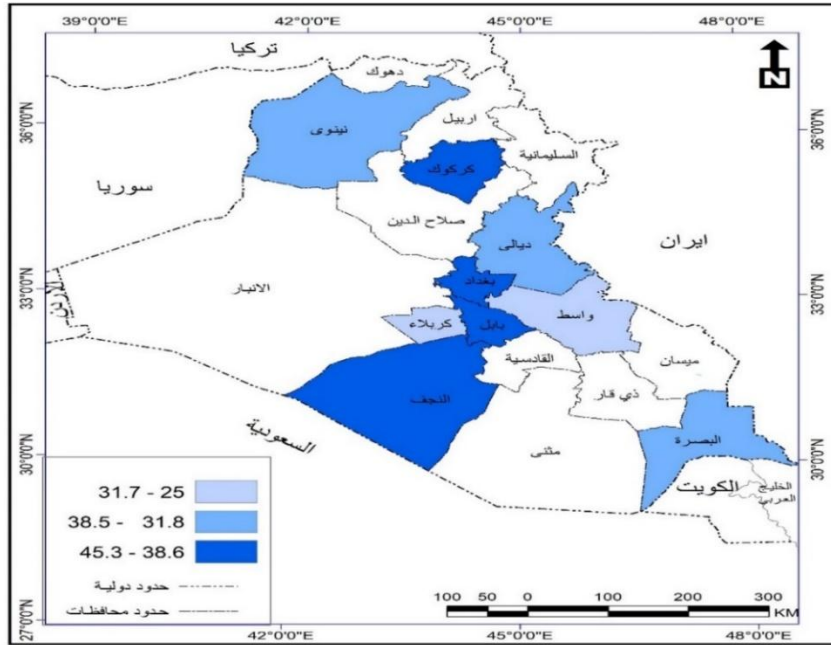 39°0'0"E 42°0'0"E 45°0'0"E 48°0'0"E
تركيا
N
دهوك
36°0'0"N
نينوى
اربيل
36°0'0"N
السليمانية
كركوك
سوريا
صلاح الدين
ايران
ديالى
33°0'0"N
الاردن
الانبار
بغداد
33°0'0"N
واسط
كربلاء
بابل
القادسية
ميسان
ذي قار
النجف
السعودية
البصرة
مثنى
30°0'0"N
30°0'0"N
الكويت
الخليج
العربي
31.7 - 25
38.5 - 31.8
45.3 - 38.6
حدود دولية
حدود محافظات
100 50 0 100 200 300
KM
27°0'0"N
42°0'0"E 45°0'0"E 48°0'0"E